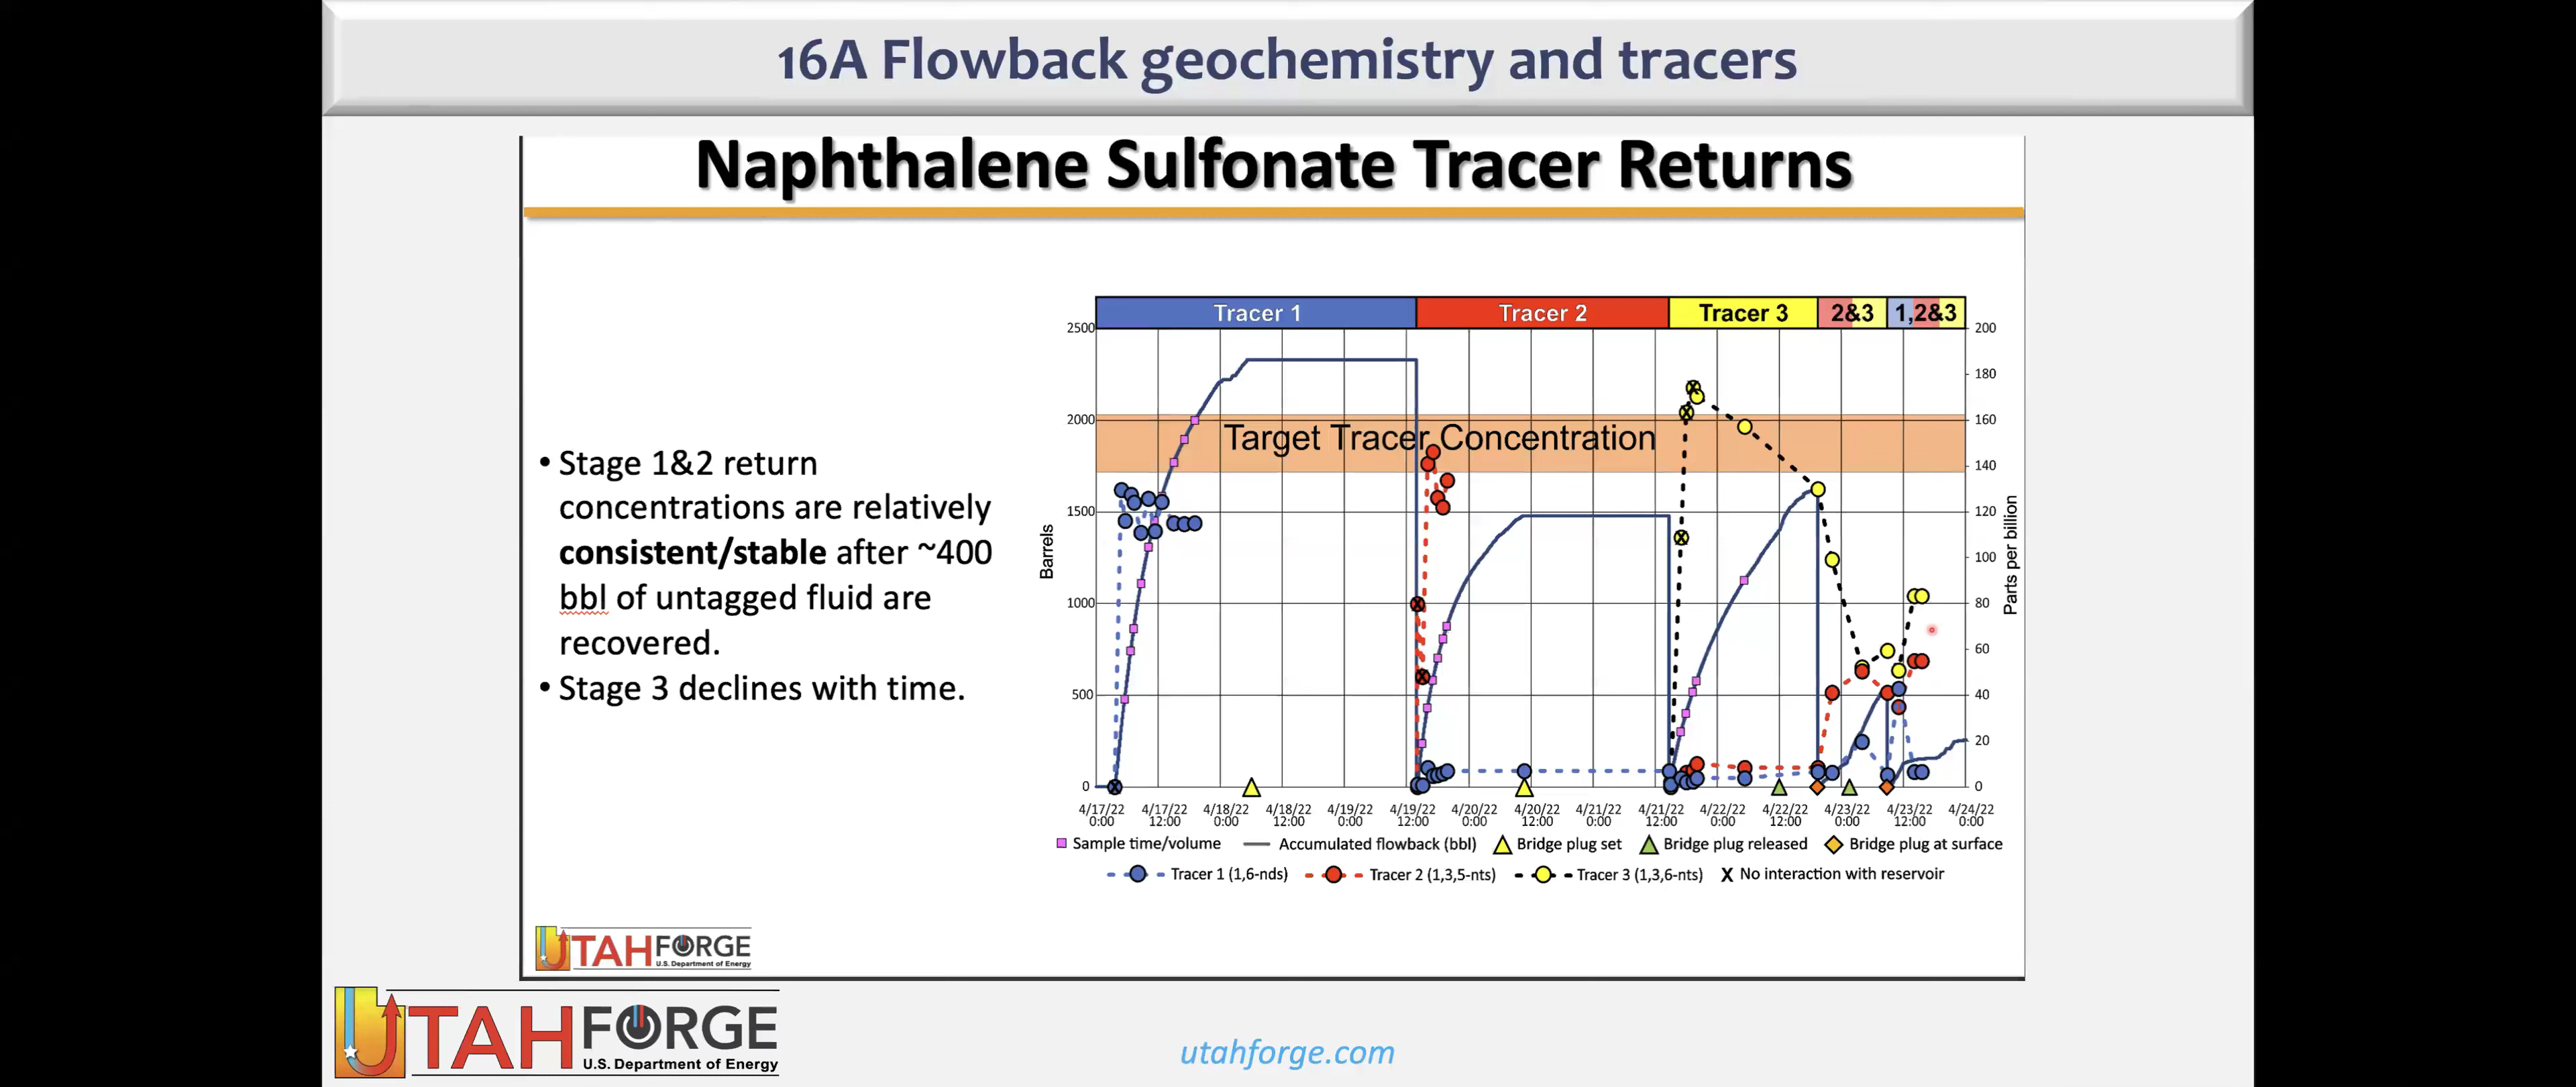 16A Flowback geochemistry and tracers
Naphthalene Sulfonate Tracer Returns
• Stage 1&2 return
concentrations are relatively
consistent/stable after ~400
bbl of untagged fluid are
recovered.
• Stage 3 declines with time.
Tracer 1
Tracer 2
Tracer 3
2&3
1,2&3
Target Tracer Concentration
Barrels
2500
2000
1500
1000
500
0
Parts per billion
200
180
160
140
120
100
80
60
40
20
0
4/17/22 4/17/22 4/18/22 4/18/22 4/19/22 4/19/22 4/20/22 4/20/22 4/21/22 4/21/22 4/22/22 4/22/22 4/23/22 4/23/22 4/24/22
0:00 12:00 0:00 12:00 0:00 12:00 0:00 12:00 0:00 12:00 0:00 12:00 0:00 12:00 0:00
Sample time/volume Accumulated flowback (bbl) Bridge plug set Bridge plug released Bridge plug at surface
Tracer 1 (1,6-nds) Tracer 2 (1,3,5-nts) Tracer 3 (1,3,6-nts) X No interaction with reservoir
UTAH FORGE
U.S. Department of Energy
UTAH FORGE
U.S. Department of Energy
utahforge.com